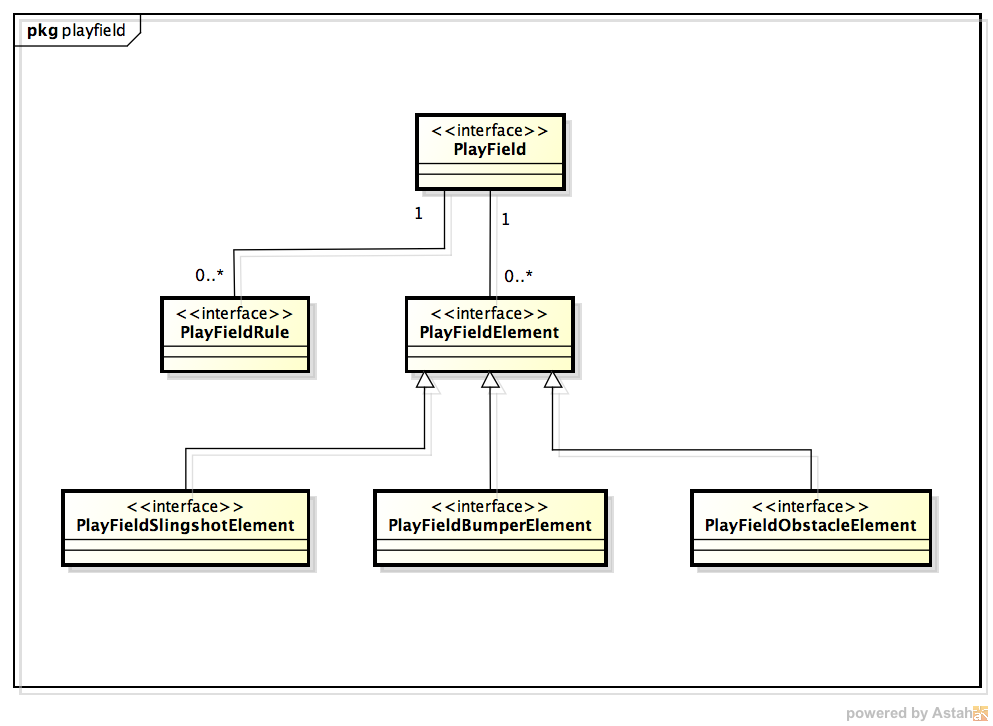 pkg playfield
<<interface>>
PlayField
1
1
0..*
0..*
<<interface>>
PlayFieldRule
<<interface>>
PlayFieldElement
<<interface>>
PlayFieldSlingshotElement
<<interface>>
PlayFieldBumperElement
<<interface>>
PlayFieldObstacleElement
powered by Astah